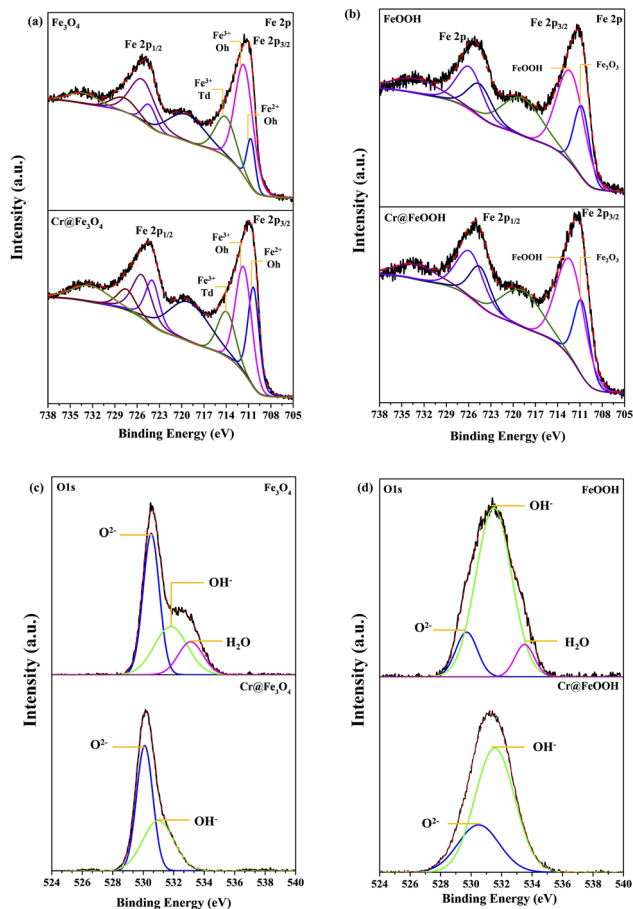 (a)
Fe₃O₄
Fe 2p
Fe 2p₁/₂
Fe³⁺
Oh
Fe 2p₃/₂
Fe³⁺
Td
Fe²⁺
Oh
Cr@Fe₃O₄
Fe 2p₁/₂
Fe³⁺
Oh
Fe 2p₃/₂
Fe²⁺
Oh
Fe³⁺
Td
Intensity (a.u.)
738 735 732 729 726 723 720 717 714 711 708 705
Binding Energy (eV)
(b)
FeOOH
Fe 2p
Fe 2p₁/₂
Fe 2p₃/₂
FeOOH
Fe₂O₃
Cr@FeOOH
Fe 2p₁/₂
Fe 2p₃/₂
FeOOH
Fe₂O₃
Intensity (a.u.)
738 735 732 729 726 723 720 717 714 711 708 705
Binding Energy (eV)
(c)
O1s
Fe₃O₄
O²⁻
OH⁻
H₂O
Cr@Fe₃O₄
O²⁻
OH⁻
Intensity (a.u.)
524 526 528 530 532 534 536 538 540
Binding Energy (eV)
(d)
O1s
FeOOH
OH⁻
O²⁻
H₂O
Cr@FeOOH
OH⁻
O²⁻
Intensity (a.u.)
524 526 528 530 532 534 536 538 540
Binding Energy (eV)